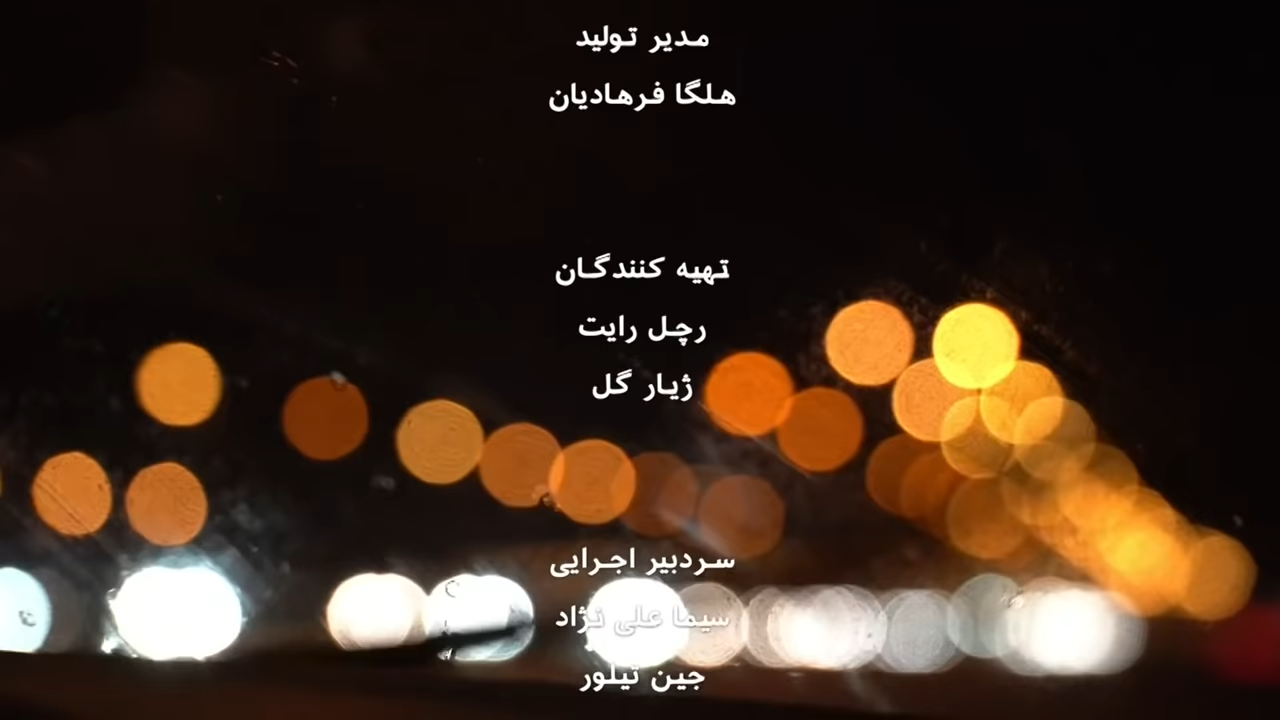 مدیر تولید
هلگا فرهادیان
تهیه کنندگان
رچل رایت
ژیار گل
سردبیر اجرایی
سیما علی نژاد
جین تیلور